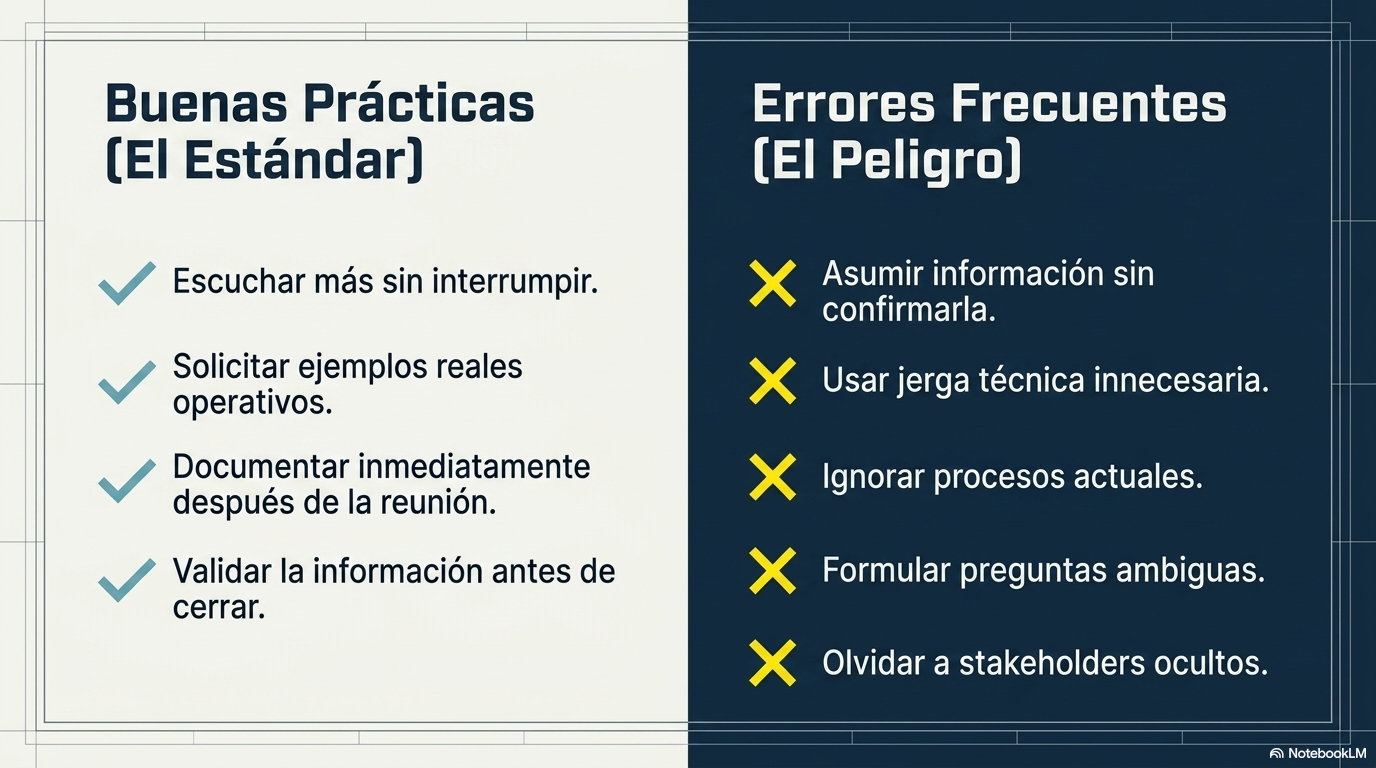 Buenas Prácticas
(El Estándar)
Escuchar más sin interrumpir.
Solicitar ejemplos reales
operativos.
Documentar inmediatamente
después de la reunión.
Validar la información antes de
cerrar.
Errores Frecuentes
(El Peligro)
Asumir información sin
confirmarla.
Usar jerga técnica innecesaria.
Ignorar procesos actuales.
Formular preguntas ambiguas.
Olvidar a stakeholders ocultos.
NotebookLM